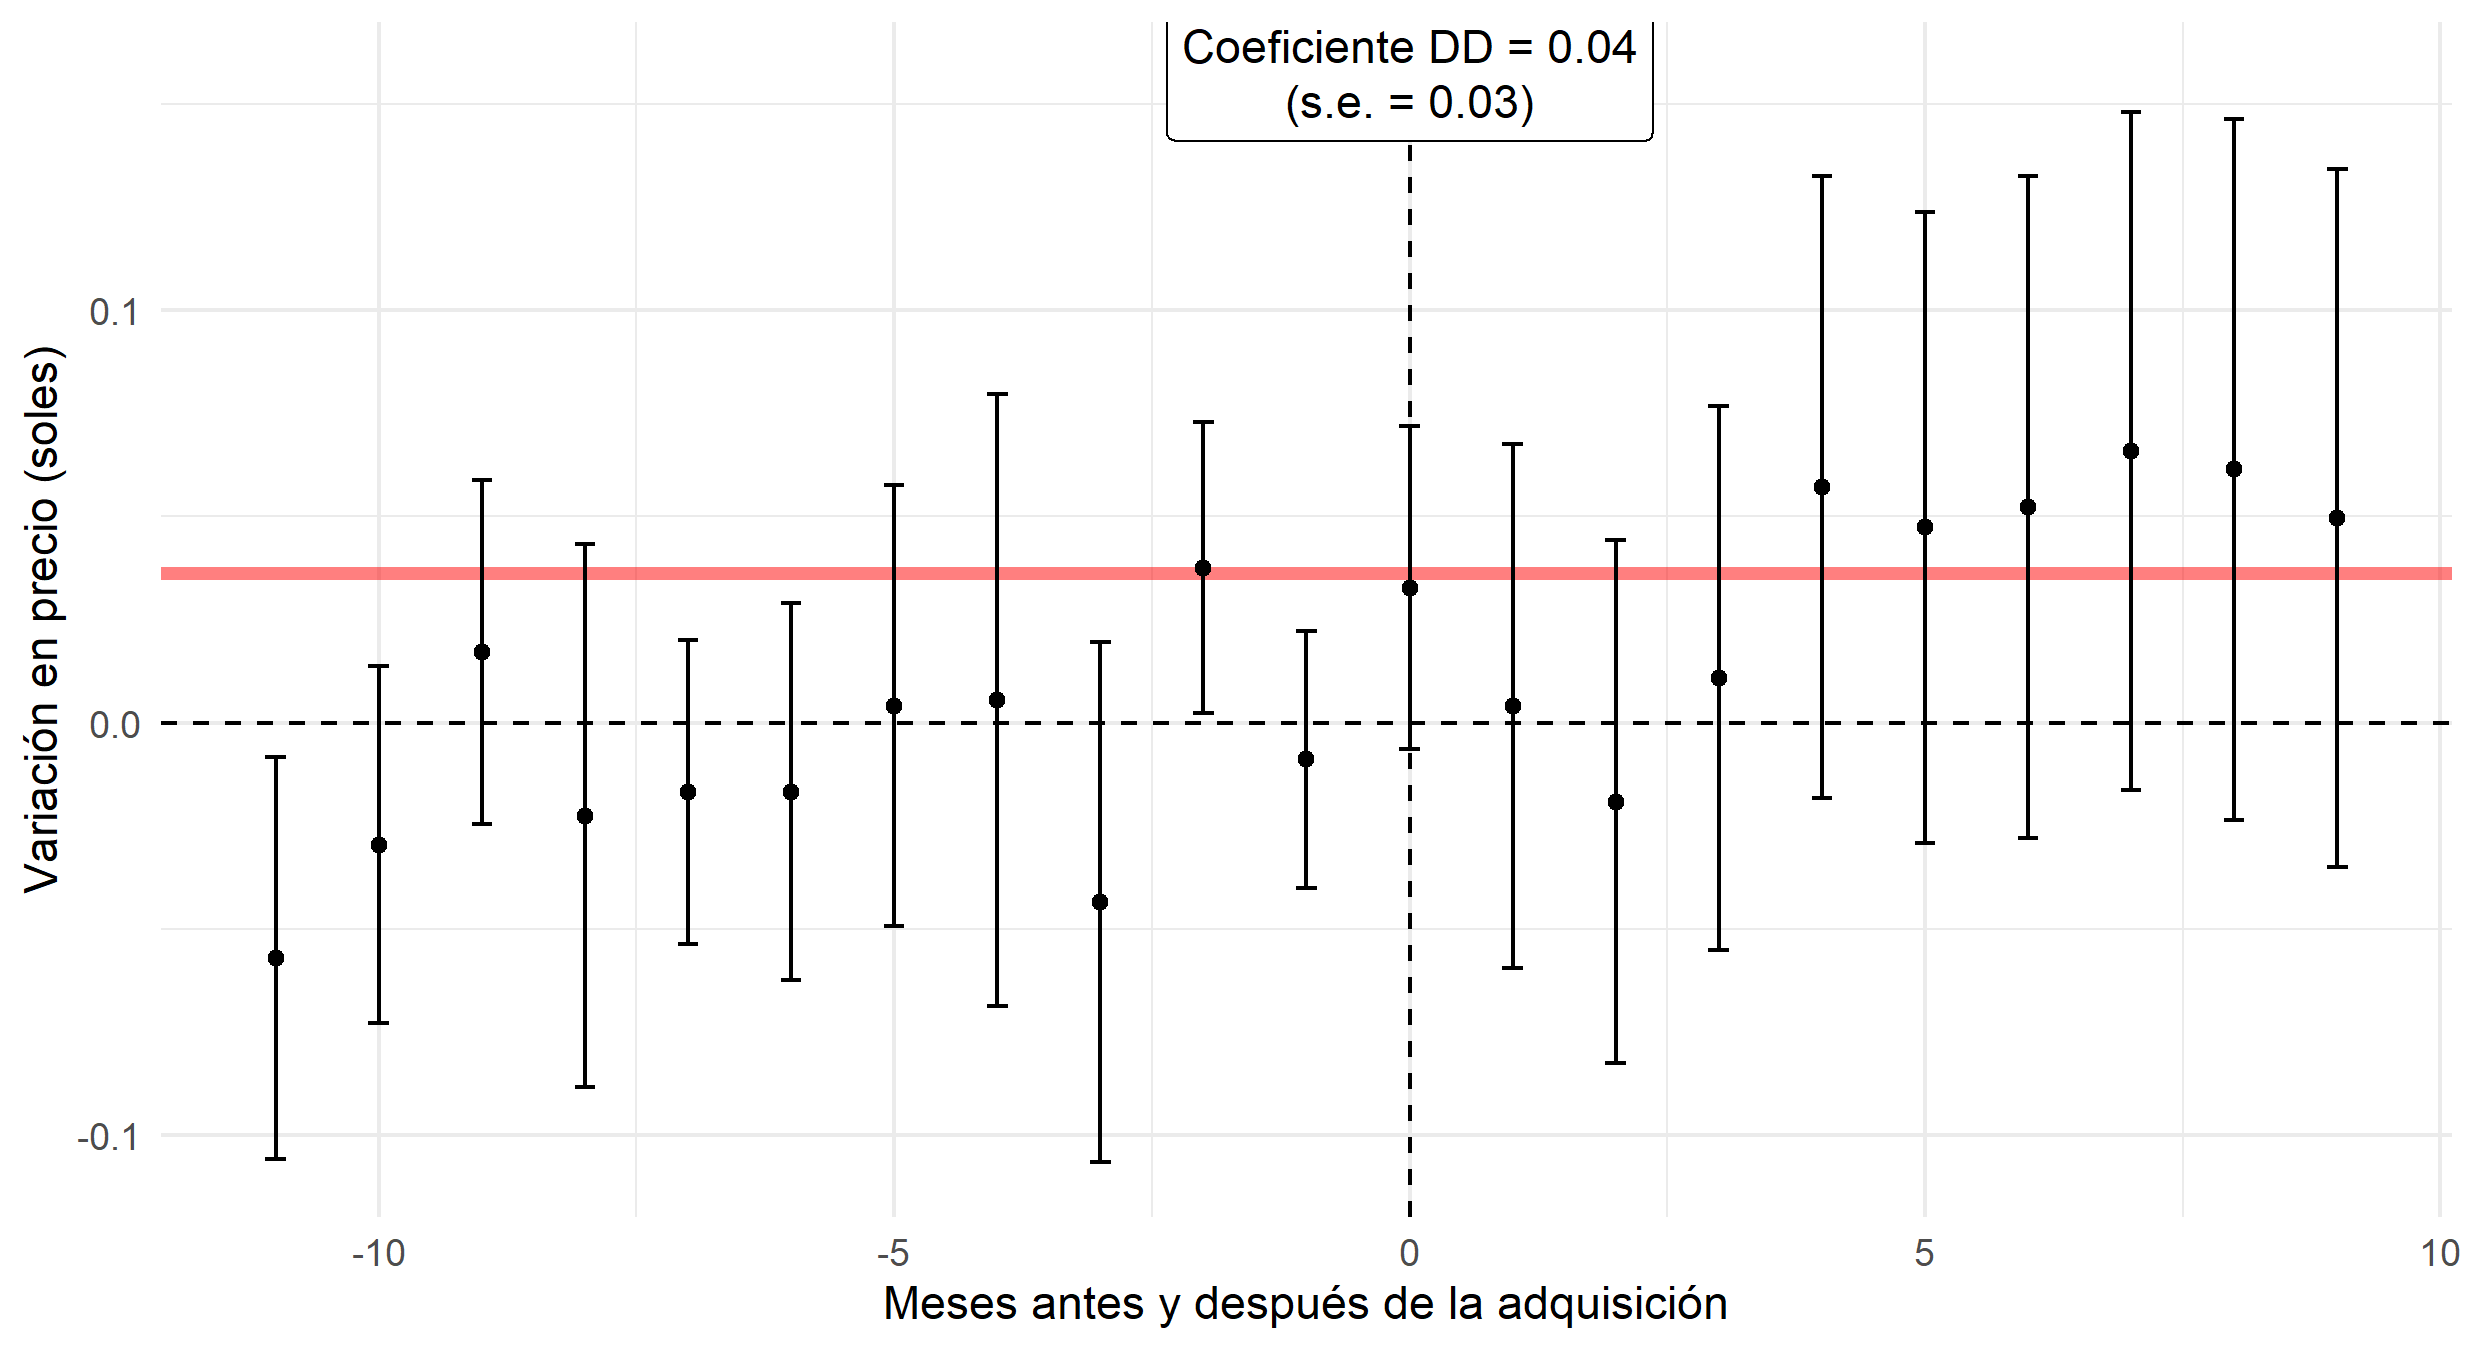 Coeficiente DD = 0.04
(s.e. = 0.03)
Variación en precio (soles)
0.1
0.0
-0.1
-10
-5
0
5
10
Meses antes y después de la adquisición